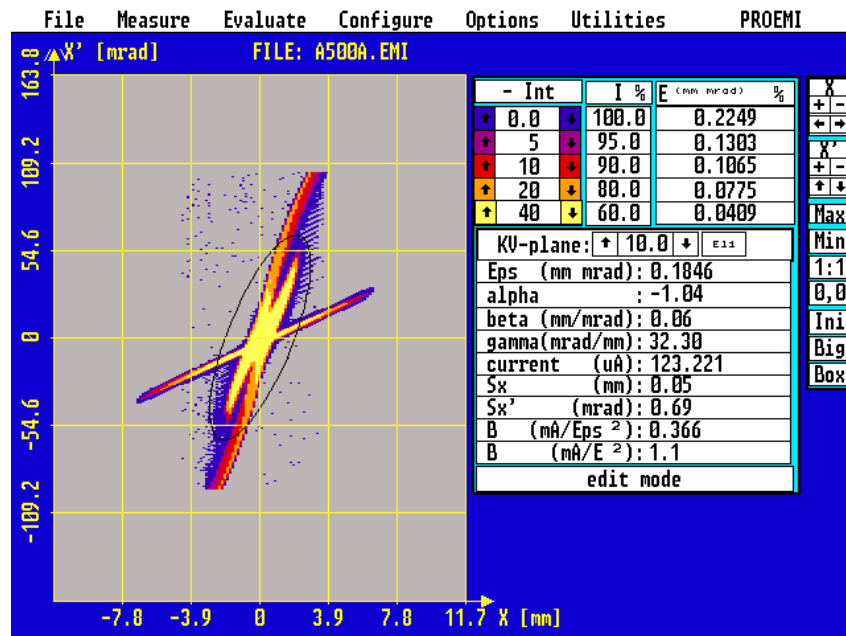 File Measure Evaluate Configure Options Utilities PROEMI
X' [mrad] FILE: A500A.EMI
163.8
109.2
54.6
0
-54.6
-109.2
-7.8 -3.9 0 3.9 7.8 11.7 X [mm]
- Int I % E (mm mrad) %
0.0 100.0 0.2249
5 95.0 0.1303
10 90.0 0.1065
20 80.0 0.0775
40 60.0 0.0409
KV-plane: 10.0 Ell
Eps (mm mrad): 0.1846
alpha : -1.04
beta (mm/mrad): 0.06
gamma(mrad/mm): 32.30
current (uA): 123.221
Sx (mm): 0.05
Sx' (mrad): 0.69
B (mA/Eps ²): 0.366
B (mA/E ²): 1.1
edit mode
X
+ -
X'
+ -
Max
Min
1:1
0,0
Ini
Big
Box